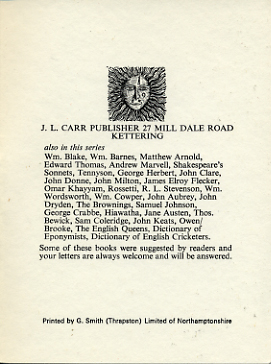 J. L. CARR PUBLISHER 27 MILL DALE ROAD
KETTERING
also in this series
Wm. Blake, Wm. Barnes, Matthew Arnold,
Edward Thomas, Andrew Marvell, Shakespeare's
Sonnets, Tennyson, George Herbert, John Clare,
John Donne, John Milton, James Elroy Flecker,
Omar Khayyam, Rossetti, R. L. Stevenson, Wm.
Wordsworth, Wm. Cowper, John Aubrey, John
Dryden, The Brownings, Samuel Johnson,
George Crabbe, Hiawatha, Jane Austen, Thos.
Bewick, Sam Coleridge, John Keats, Owen/
Brooke, The English Queens, Dictionary of
Eponymists, Dictionary of English Cricketers.
Some of these books were suggested by readers and
your letters are always welcome and will be answered.
Printed by G. Smith (Thrapston) Limited of Northamptonshire